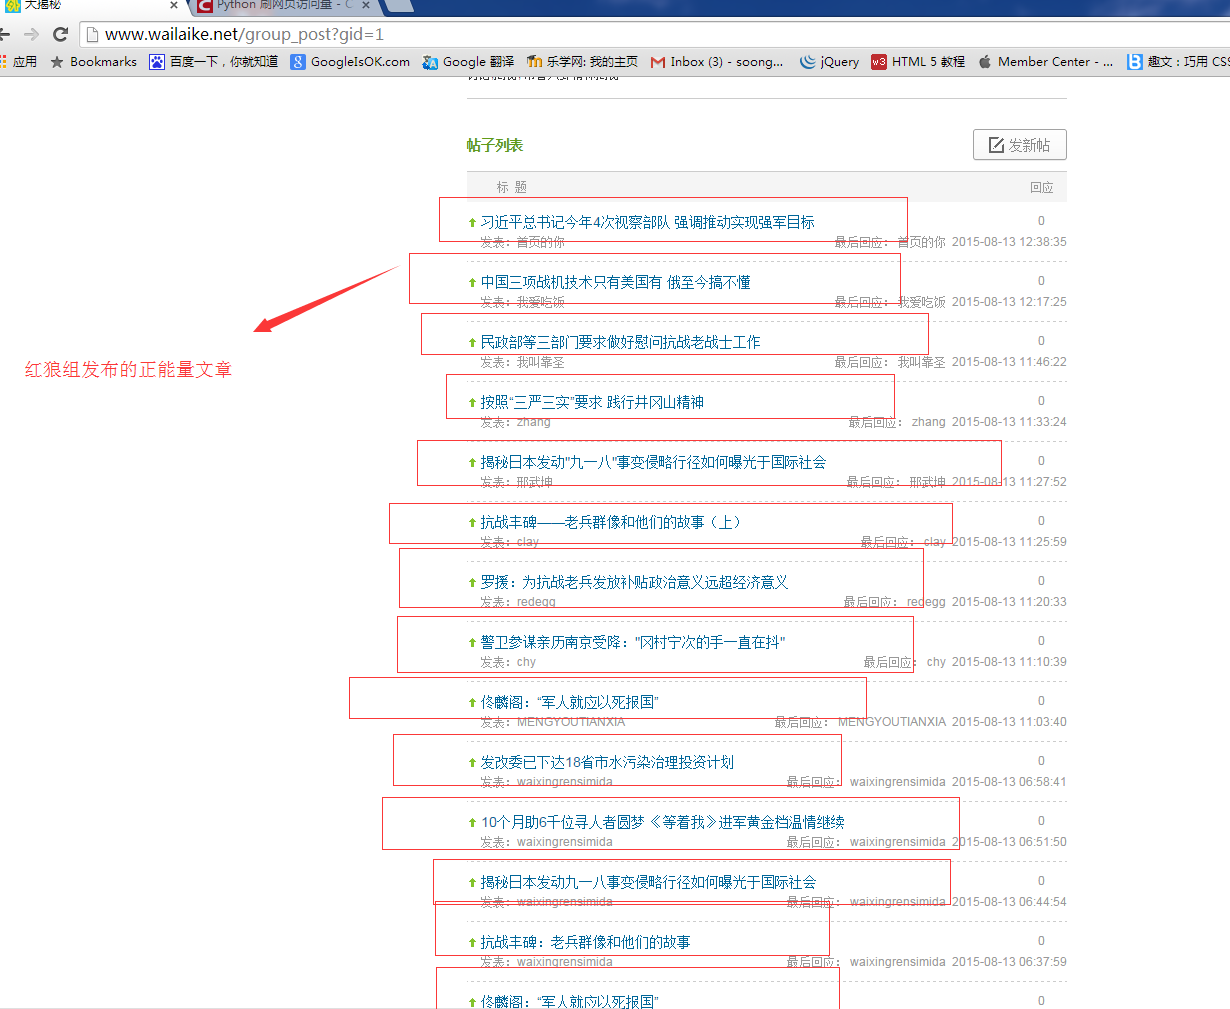 大揭秘
Python 刷网页访问量 - C
www.wailaike.net/group_post?gid=1
应用 Bookmarks 百度一下，你就知道 GoogleIsOK.com Google 翻译 乐学网: 我的主页 Inbox (3) - soong... jQuery HTML 5 教程 Member Center - ... 趣文：巧用 CSS
帖子列表 发新帖
标 题 回应
习近平总书记今年4次视察部队 强调推动实现强军目标 0
发表：首页的你 最后回应： 首页的你 2015-08-13 12:38:35
中国三项战机技术只有美国有 俄至今搞不懂 0
发表：我爱吃饭 最后回应： 我爱吃饭 2015-08-13 12:17:25
民政部等三部门要求做好慰问抗战老战士工作 0
发表：我叫靠圣 最后回应： 我叫靠圣 2015-08-13 11:46:22
红狼组发布的正能量文章
按照“三严三实”要求 践行井冈山精神 0
发表：zhang 最后回应： zhang 2015-08-13 11:33:24
揭秘日本发动"九一八"事变侵略行径如何曝光于国际社会 0
发表：邢武坤 最后回应： 邢武坤 2015-08-13 11:27:52
抗战丰碑——老兵群像和他们的故事（上） 0
发表：clay 最后回应： clay 2015-08-13 11:25:59
罗援：为抗战老兵发放补贴政治意义远超经济意义 0
发表：redegg 最后回应： redegg 2015-08-13 11:20:33
警卫参谋亲历南京受降："冈村宁次的手一直在抖" 0
发表：chy 最后回应： chy 2015-08-13 11:10:39
佟麟阁：“军人就应以死报国” 0
发表：MENGYOUTIANXIA 最后回应： MENGYOUTIANXIA 2015-08-13 11:03:40
发改委已下达18省市水污染治理投资计划 0
发表：waixingrensimida 最后回应： waixingrensimida 2015-08-13 06:58:41
10个月助6千位寻人者圆梦《等着我》进军黄金档温情继续 0
发表：waixingrensimida 最后回应： waixingrensimida 2015-08-13 06:51:50
揭秘日本发动九一八事变侵略行径如何曝光于国际社会 0
发表：waixingrensimida 最后回应： waixingrensimida 2015-08-13 06:44:54
抗战丰碑：老兵群像和他们的故事 0
发表：waixingrensimida 最后回应： waixingrensimida 2015-08-13 06:37:59
佟麟阁：“军人就应以死报国” 0